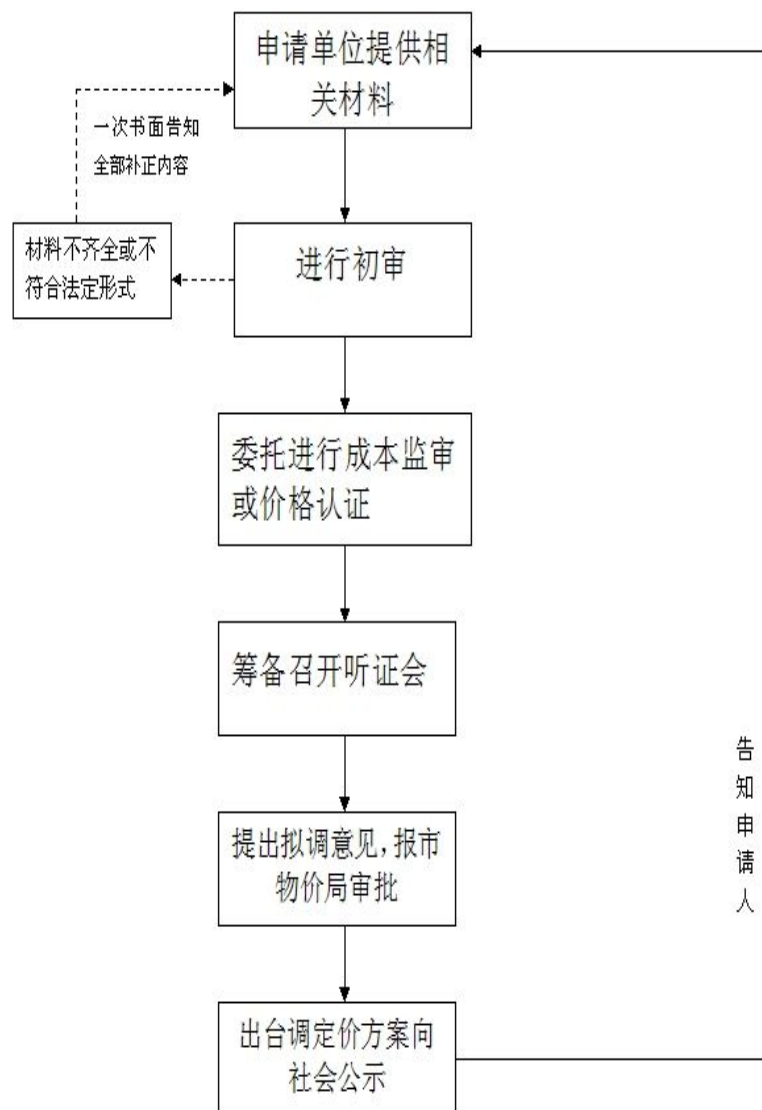 申请单位提供相
关材料
一次书面告知
全部补正内容
材料不齐全或不
符合法定形式
进行初审
委托进行成本监审
或价格认证
筹备召开听证会
提出拟调意见，报市
物价局审批
告
知
申
请
人
出台调定价方案向
社会公示